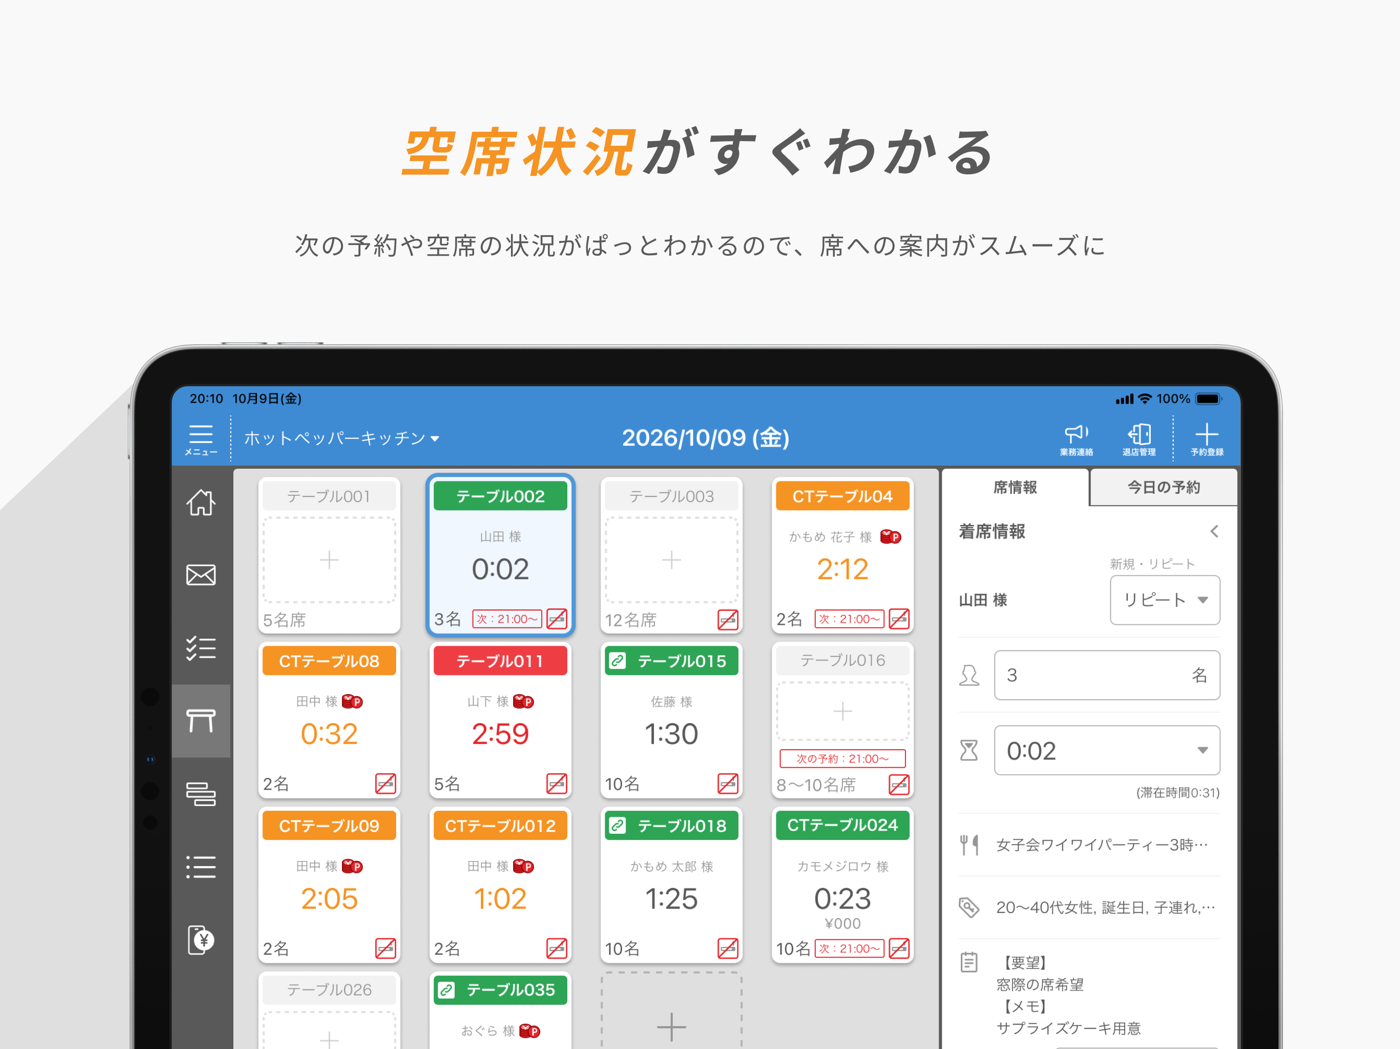 空席状況がすぐわかる
次の予約や空席の状況がぱっとわかるので、席への案内がスムーズに
20:10 10月9日(金)
100%
メニュー
ホットペッパーキッチン
2026/10/09 (金)
業務連絡
退店管理
予約登録
テーブル001
5名席
テーブル002
山田 様
0:02
3名
次：21:00〜
テーブル003
12名席
CTテーブル04
かもめ 花子 様
P
2:12
2名
次：21:00〜
CTテーブル08
田中 様
P
0:32
2名
テーブル011
山下 様
P
2:59
5名
テーブル015
佐藤 様
1:30
10名
テーブル016
次の予約：21:00〜
8〜10名席
CTテーブル09
田中 様
P
2:05
2名
CTテーブル012
田中 様
P
1:02
2名
テーブル018
かもめ 太郎 様
1:25
10名
CTテーブル024
カモメジロウ 様
0:23
¥000
10名
次：21:00〜
テーブル026
テーブル035
おぐら 様
P
席情報
今日の予約
着席情報
新規・リピート
山田 様
リピート
3
名
0:02
(滞在時間0:31)
女子会ワイワイパーティー3時…
20〜40代女性, 誕生日, 子連れ,…
【要望】
窓際の席希望
【メモ】
サプライズケーキ用意